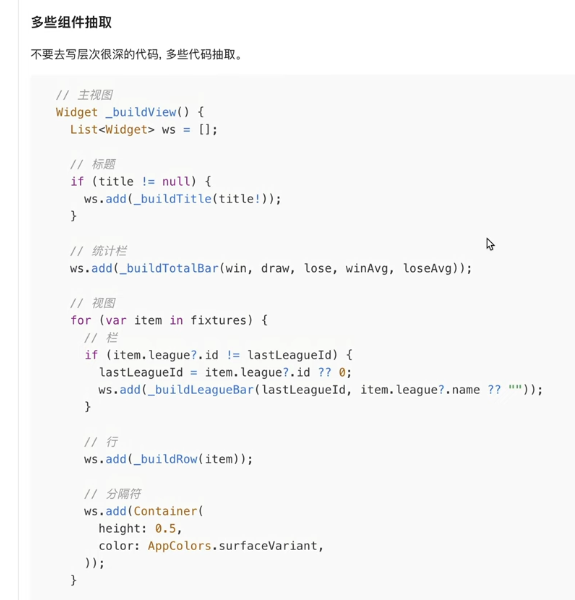 多些组件抽取
不要去写层次很深的代码, 多些代码抽取。
// 主视图
Widget _buildView() {
List<Widget> ws = [];
// 标题
if (title != null) {
ws.add(_buildTitle(title!));
}
// 统计栏
ws.add(_buildTotalBar(win, draw, lose, winAvg, loseAvg));
// 视图
for (var item in fixtures) {
// 栏
if (item.league?.id != lastLeagueId) {
lastLeagueId = item.league?.id ?? 0;
ws.add(_buildLeagueBar(lastLeagueId, item.league?.name ?? ""));
}
// 行
ws.add(_buildRow(item));
// 分隔符
ws.add(Container(
height: 0.5,
color: AppColors.surfaceVariant,
));
}